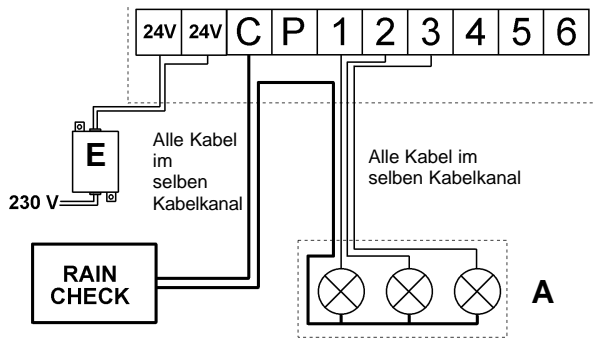 24V 24V C P 1 2 3 4 5 6
E
230 V
Alle Kabel
im
selben
Kabelkanal
Alle Kabel im
selben Kabelkanal
RAIN
CHECK
A